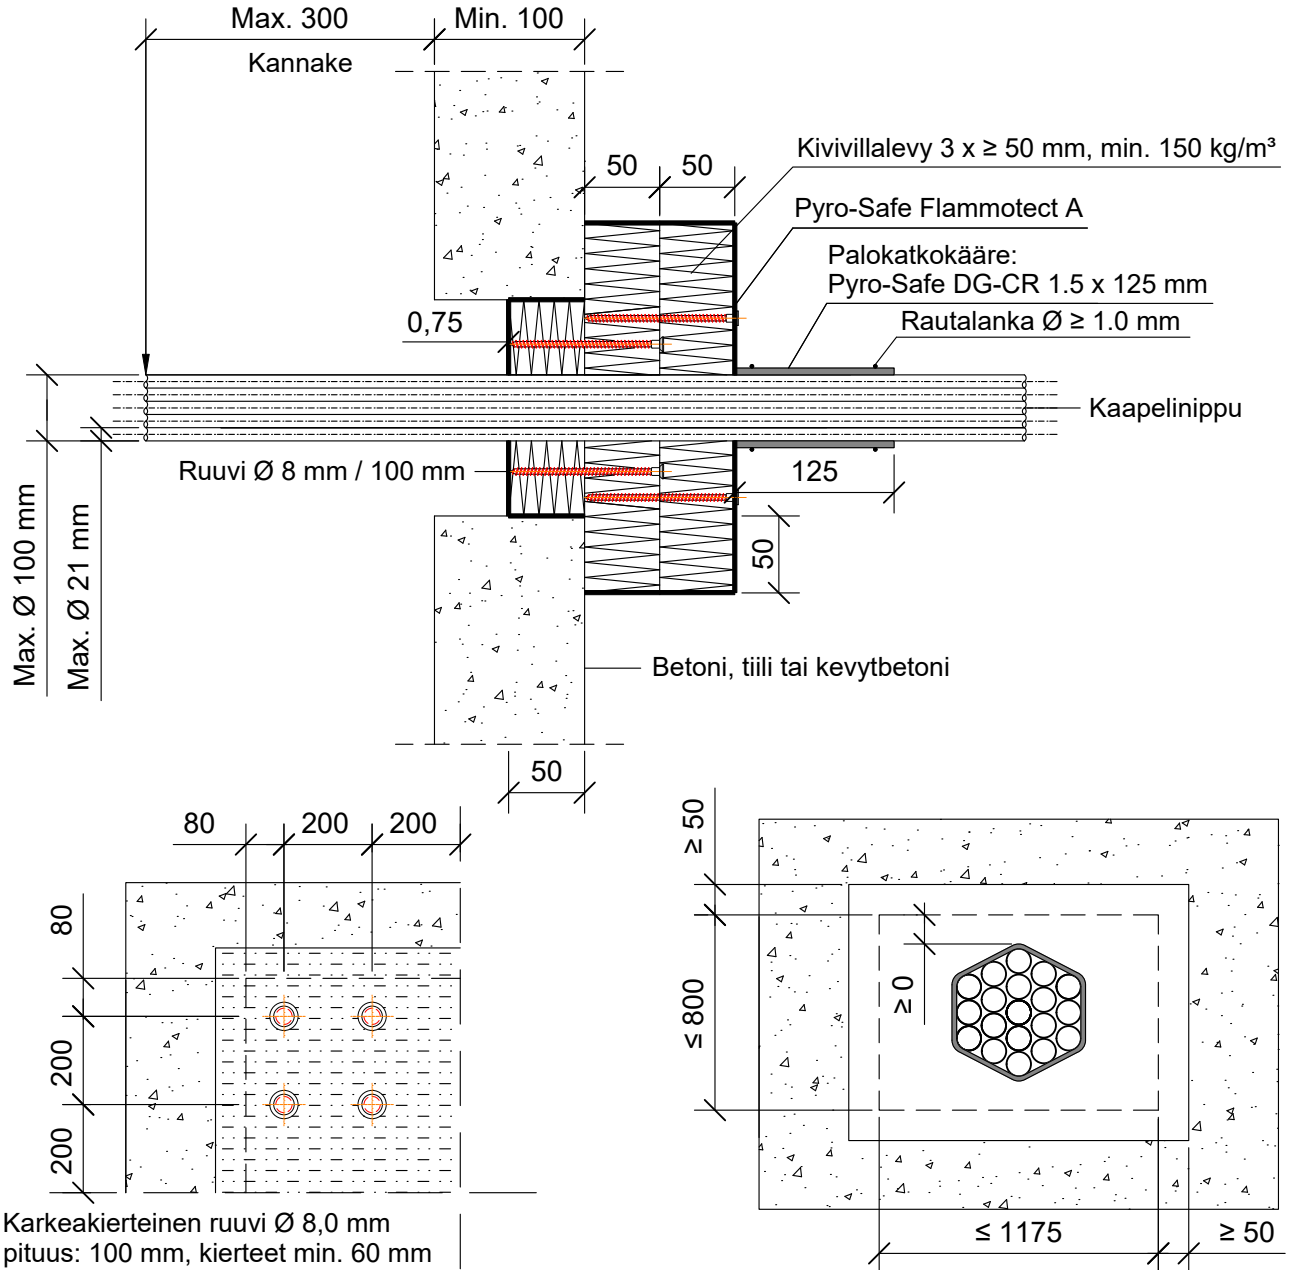 Max. 300
Min. 100
Kannake
50
50
Kivivillalevy 3 x ≥ 50 mm, min. 150 kg/m³
Pyro-Safe Flammotect A
Palokatkokääre:
Pyro-Safe DG-CR 1.5 x 125 mm
Rautalanka Ø ≥ 1.0 mm
0,75
Kaapelinippu
Ruuvi Ø 8 mm / 100 mm
125
Max. Ø 100 mm
Max. Ø 21 mm
50
Betoni, tiili tai kevytbetoni
50
80
200
200
80
200
200
Karkeakierteinen ruuvi Ø 8,0 mm
pituus: 100 mm, kierteet min. 60 mm
≥ 50
≤ 800
≥ 0
≤ 1175
≥ 50